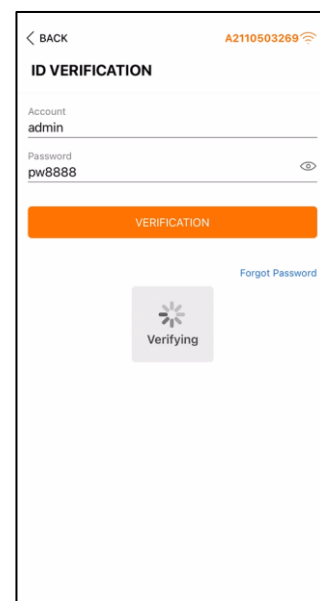 BACK
A2110503269
ID VERIFICATION
Account
admin
Password
pw8888
VERIFICATION
Forgot Password
Verifying